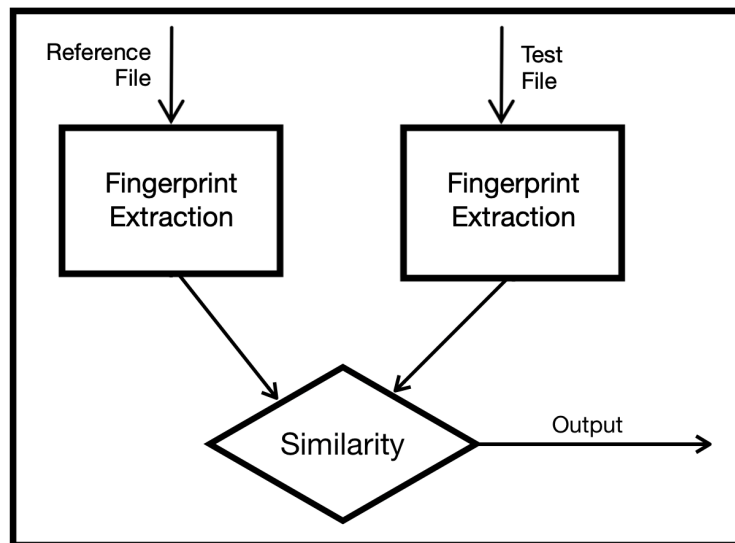 Reference
File
Test
File
Fingerprint
Extraction
Fingerprint
Extraction
Similarity
Output